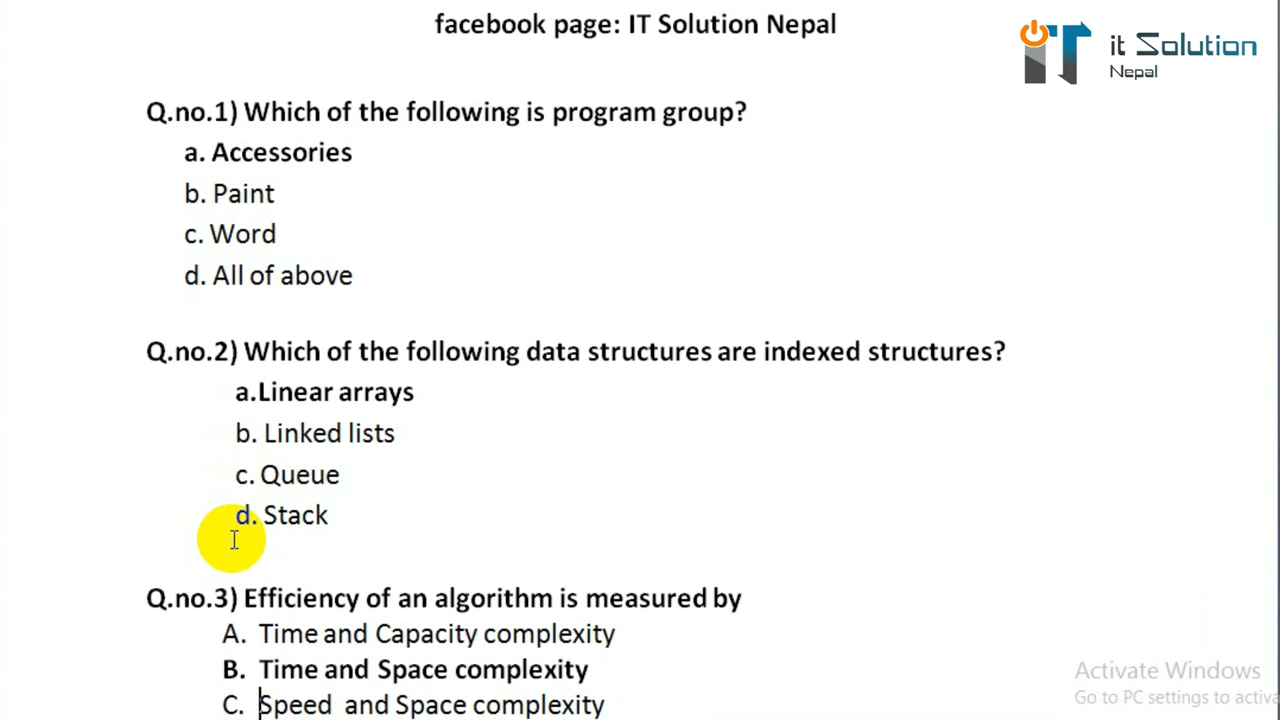 facebook page: IT Solution Nepal
iT it Solution
Nepal
Q.no.1) Which of the following is program group?
a. Accessories
b. Paint
c. Word
d. All of above
Q.no.2) Which of the following data structures are indexed structures?
a.Linear arrays
b. Linked lists
c. Queue
d. Stack
Q.no.3) Efficiency of an algorithm is measured by
A. Time and Capacity complexity
B. Time and Space complexity
C. Speed and Space complexity
Activate Windows
Go to PC settings to activa